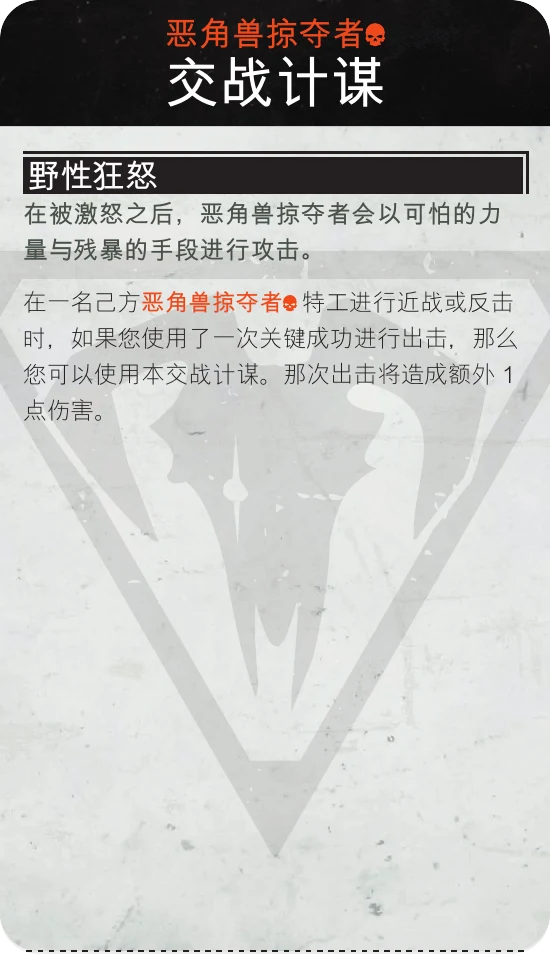 恶角兽掠夺者
交战计谋
野性狂怒
在被激怒之后，恶角兽掠夺者会以可怕的力
量与残暴的手段进行攻击。
在一名己方恶角兽掠夺者特工进行近战或反击
时，如果您使用了一次关键成功进行出击，那么
您可以使用本交战计谋。那次出击将造成额外 1
点伤害。